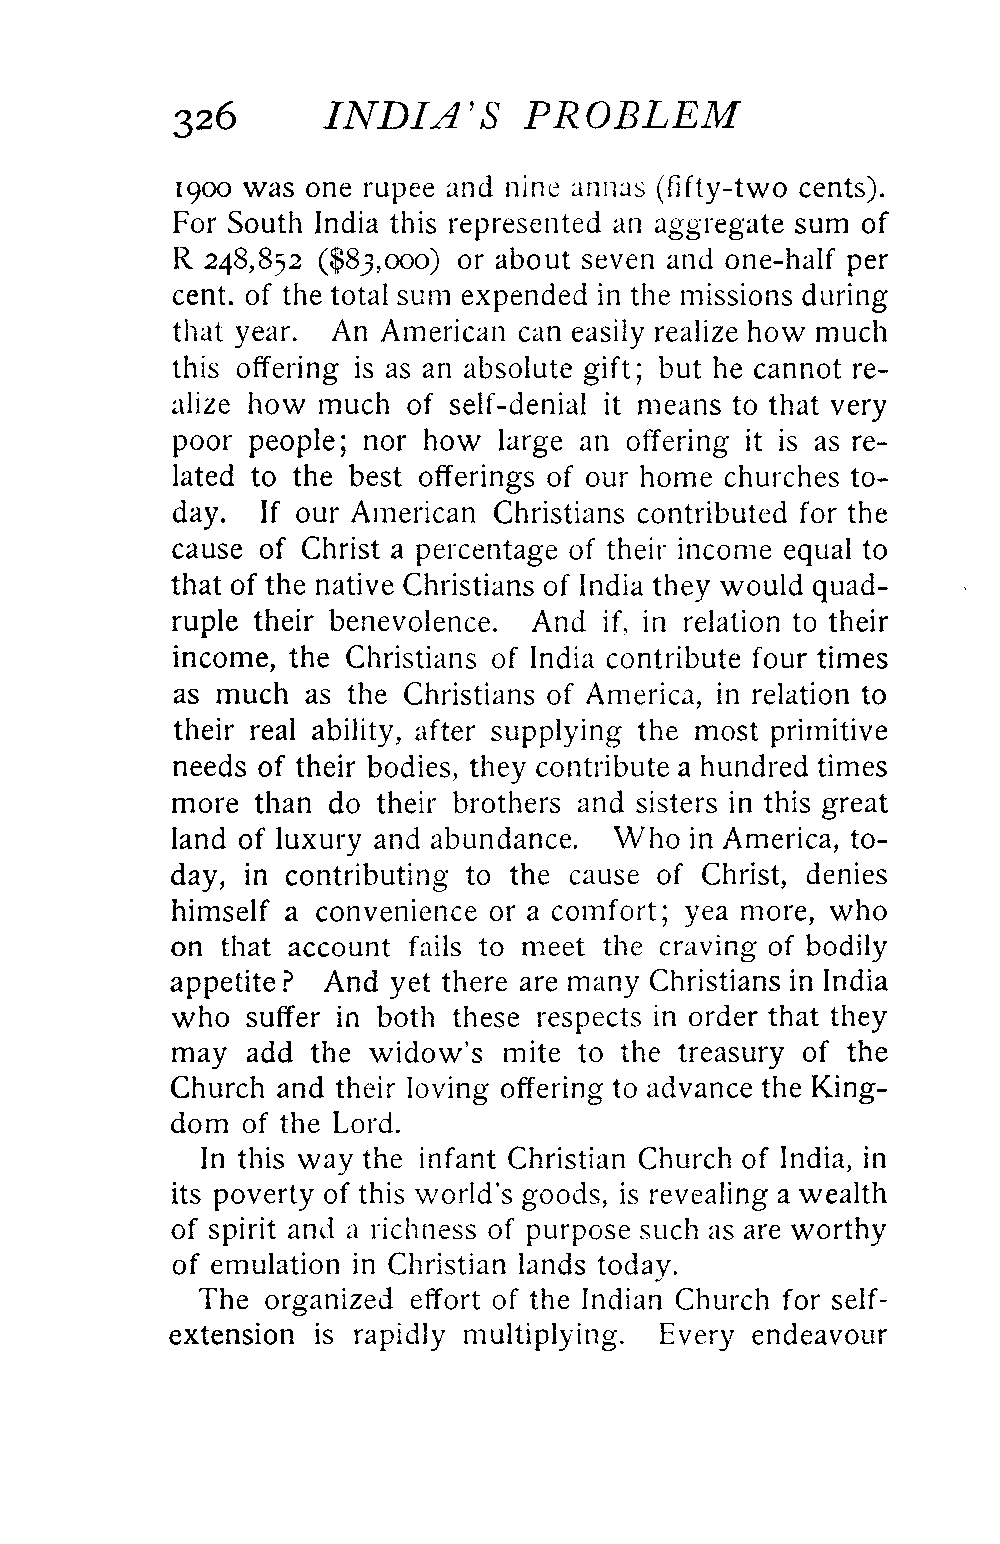 326 INDIA'S PROBLEM
1900 was one rupee and nine annas (fifty-two cents).
For South India this represented an aggregate sum of
R 248,852 ($83,000) or about seven and one-half per
cent. of the total sum expended in the missions during
that year. An American can easily realize how much
this offering is as an absolute gift; but he cannot re-
alize how much of self-denial it means to that very
poor people; nor how large an offering it is as re-
lated to the best offerings of our home churches to-
day. If our American Christians contributed for the
cause of Christ a percentage of their income equal to
that of the native Christians of India they would quad-
ruple their benevolence. And if, in relation to their
income, the Christians of India contribute four times
as much as the Christians of America, in relation to
their real ability, after supplying the most primitive
needs of their bodies, they contribute a hundred times
more than do their brothers and sisters in this great
land of luxury and abundance. Who in America, to-
day, in contributing to the cause of Christ, denies
himself a convenience or a comfort; yea more, who
on that account fails to meet the craving of bodily
appetite? And yet there are many Christians in India
who suffer in both these respects in order that they
may add the widow's mite to the treasury of the
Church and their loving offering to advance the King-
dom of the Lord.
In this way the infant Christian Church of India, in
its poverty of this world's goods, is revealing a wealth
of spirit and a richness of purpose such as are worthy
of emulation in Christian lands today.
The organized effort of the Indian Church for self-
extension is rapidly multiplying. Every endeavour